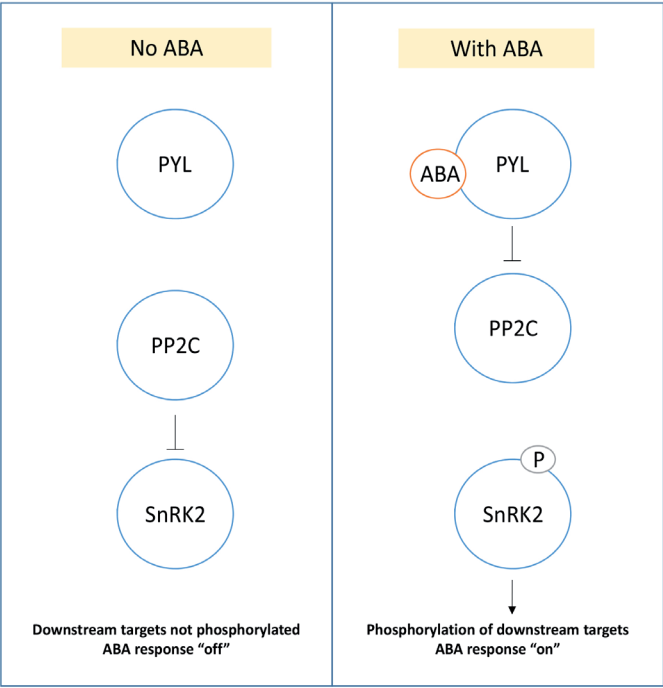 No ABA
PYL
PP2C
SnRK2
Downstream targets not phosphorylated
ABA response “off”
With ABA
ABA
PYL
PP2C
P
SnRK2
Phosphorylation of downstream targets
ABA response “on”